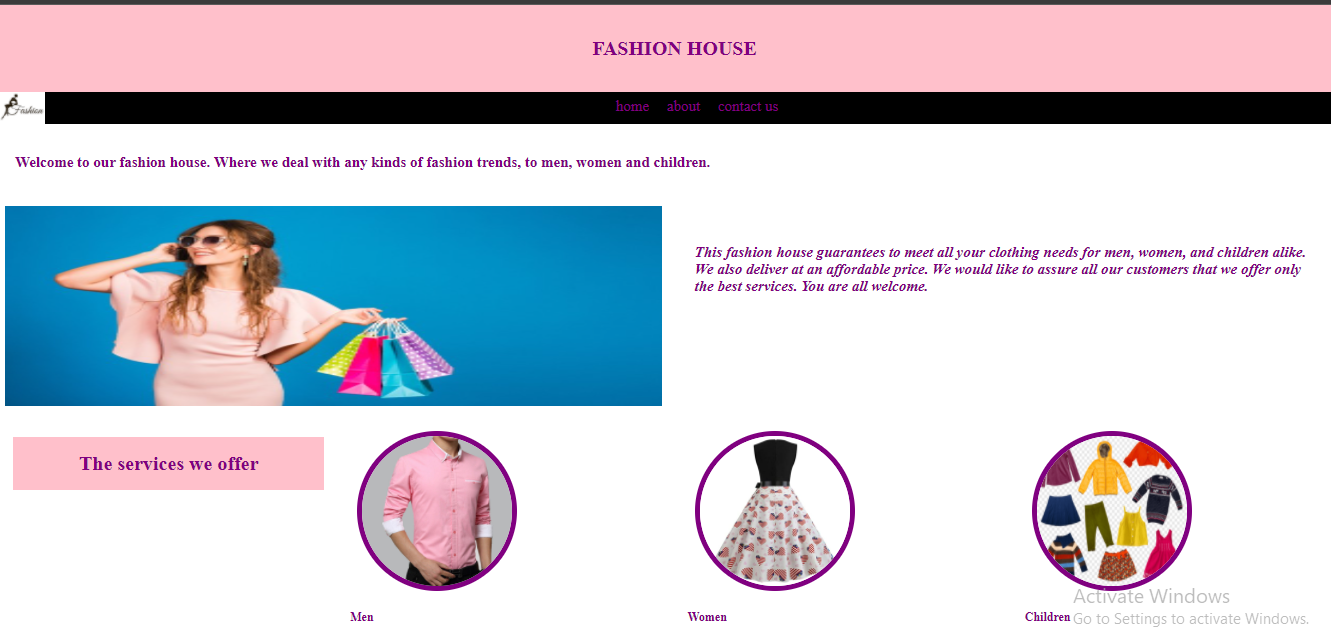 FASHION HOUSE
Fashion
home about contact us
Welcome to our fashion house. Where we deal with any kinds of fashion trends, to men, women and children.
This fashion house guarantees to meet all your clothing needs for men, women, and children alike.
We also deliver at an affordable price. We would like to assure all our customers that we offer only
the best services. You are all welcome.
The services we offer
Men
Women
Children
Activate Windows
Go to Settings to activate Windows.